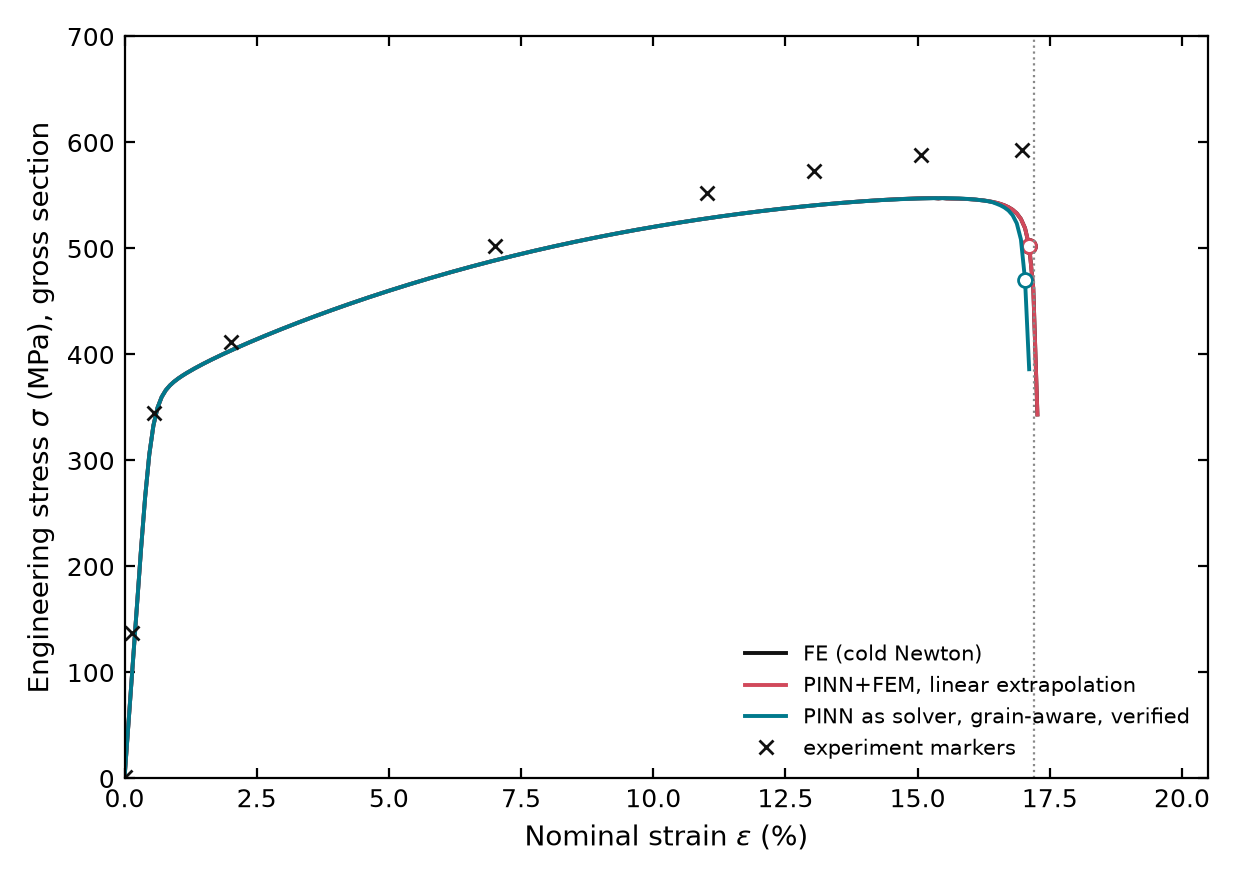 700
600
500
400
300
200
100
0
0.0 2.5 5.0 7.5 10.0 12.5 15.0 17.5 20.0
Engineering stress σ (MPa), gross section
Nominal strain ε (%)
FE (cold Newton)
PINN+FEM, linear extrapolation
PINN as solver, grain-aware, verified
experiment markers